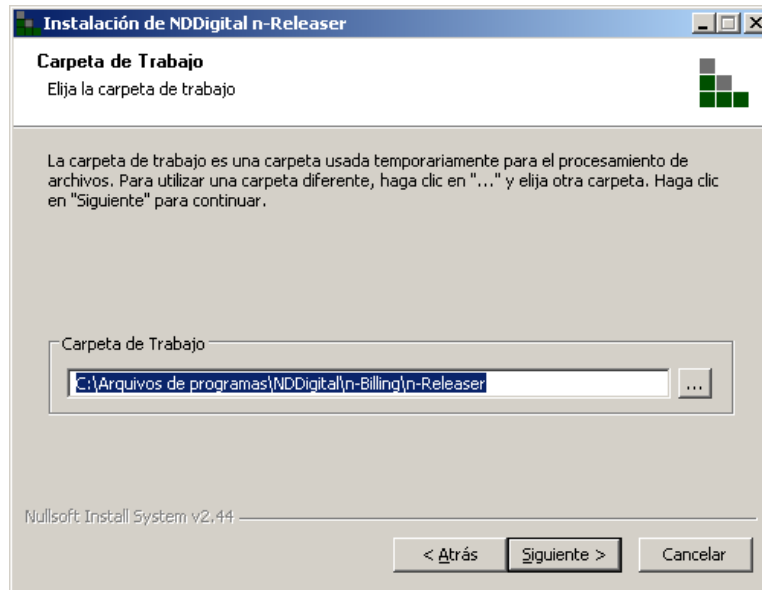 Instalación de NDDigital n-Releaser
Carpeta de Trabajo
Elija la carpeta de trabajo
La carpeta de trabajo es una carpeta usada temporariamente para el procesamiento de
archivos. Para utilizar una carpeta diferente, haga clic en "..." y elija otra carpeta. Haga clic
en "Siguiente" para continuar.
Carpeta de Trabajo
C:\Arquivos de programas\NDDigital\n-Billing\n-Releaser
...
Nullsoft Install System v2.44
< Atrás
Siguiente >
Cancelar